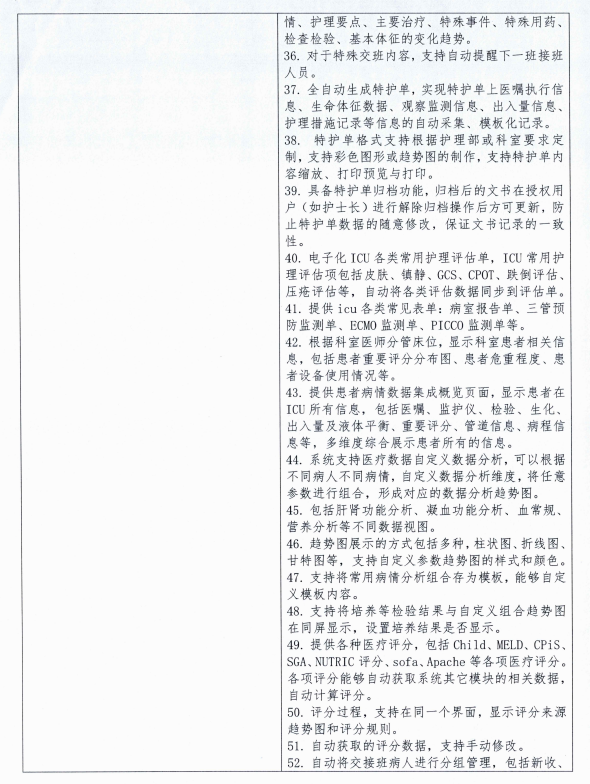 情、护理要点、主要治疗、特殊事件、特殊用药、
检查检验、基本体征的变化趋势。
36. 对于特殊交班内容，支持自动提醒下一班接班
人员。
37. 全自动生成特护单，实现特护单上医嘱执行信
息、生命体征数据、观察监测信息、出入量信息、
护理措施记录等信息的自动采集、模板化记录。
38. 特护单格式支持根据护理部或科室要求定
制，支持彩色图形或趋势图的制作，支持特护单内
容缩放、打印预览与打印。
39. 具备特护单归档功能，归档后的文书在授权用
户（如护士长）进行解除归档操作后方可更新，防
止特护单数据的随意修改，保证文书记录的一致
性。
40. 电子化 ICU 各类常用护理评估单，ICU 常用护
理评估项包括皮肤、镇静、GCS、CPOT、跌倒评估、
压疮评估等，自动将各类评估数据同步到评估单。
41. 提供 icu 各类常见表单：病室报告单、三管预
防监测单、ECMO 监测单、PICCO 监测单等。
42. 根据科室医师分管床位，显示科室患者相关信
息，包括患者重要评分分布图、患者危重程度、患
者设备使用情况等。
43. 提供患者病情数据集成概览页面，显示患者在
ICU 所有信息，包括医嘱、监护仪、检验、生化、
出入量及液体平衡、重要评分、管道信息、病程信
息等，多维度综合展示患者所有的信息。
44. 系统支持医疗数据自定义数据分析，可以根据
不同病人不同病情，自定义数据分析维度，将任意
参数进行组合，形成对应的数据分析趋势图。
45. 包括肝肾功能分析、凝血功能分析、血常规、
营养分析等不同数据视图。
46. 趋势图展示的方式包括多种，柱状图、折线图、
甘特图等，支持自定义参数趋势图的样式和颜色。
47. 支持将常用病情分析组合存为模板，能够自定
义模板内容。
48. 支持将培养等检验结果与自定义组合趋势图
在同屏显示，设置培养结果是否显示。
49. 提供各种医疗评分，包括 Child、MELD、CPiS、
SGA、NUTRIC 评分、sofa、Apache 等各项医疗评分。
各项评分能够自动获取系统其它模块的相关数据，
自动计算评分。
50. 评分过程，支持在同一个界面，显示评分来源
趋势图和评分规则。
51. 自动获取的评分数据，支持手动修改。
52. 自动将交接班病人进行分组管理，包括新收、